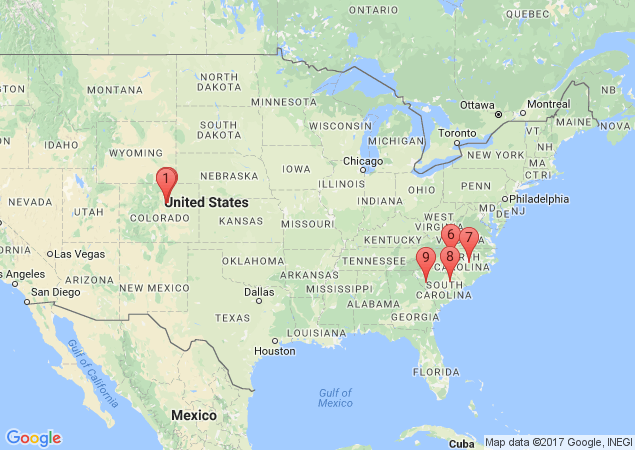 ONTARIO
QUEBEC
NORTH
DAKOTA
MONTANA
MINNESOTA
Ottawa
Montreal
NB
MAINE
NOVA
SOUTH
DAKOTA
WISCONSIN
MICHIGAN
Toronto
VT
NH
IDAHO
WYOMING
NEW YORK
MA
CT
RI
IOWA
Chicago
NEBRASKA
ILLINOIS
INDIANA
OHIO
PENN
NJ
Philadelphia
MD
DE
1
NEVADA
UTAH
COLORADO
United States
KANSAS
MISSOURI
WEST
VIRGINIA
KENTUCKY
6
7
8
9
Las Vegas
os Angeles
San Diego
ARIZONA
NEW MEXICO
OKLAHOMA
ARKANSAS
TENNESSEE
CAROLINA
SOUTH
CAROLINA
MISSISSIPPI
ALABAMA
GEORGIA
Dallas
TEXAS
LOUISIANA
Houston
FLORIDA
Gulf of
California
Gulf of
Mexico
Mexico
Cuba
Google
Map data ©2017 Google, INEGI